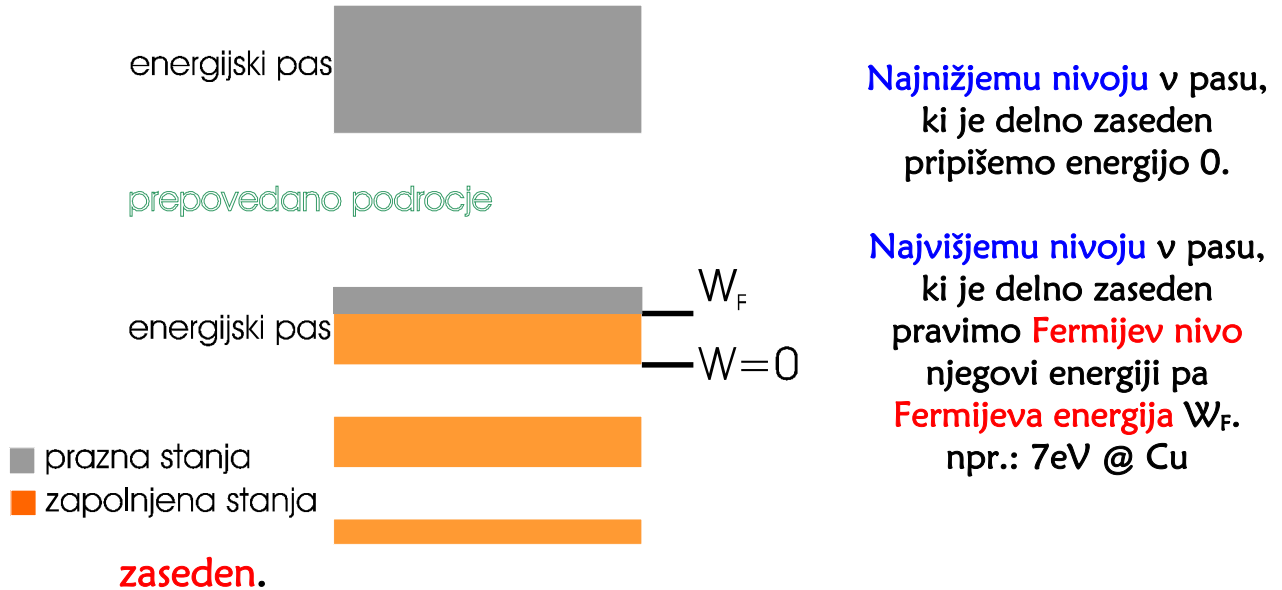 energijski pas
prepovedano podrocje
energijski pas
W_F
W=0
prazna stanja
zapolnjena stanja
zaseden.
Najnižjemu nivoju v pasu,
ki je delno zaseden
pripišemo energijo 0.
Najvišjemu nivoju v pasu,
ki je delno zaseden
pravimo Fermijev nivo
njegovi energiji pa
Fermijeva energija W_F.
npr.: 7eV @ Cu